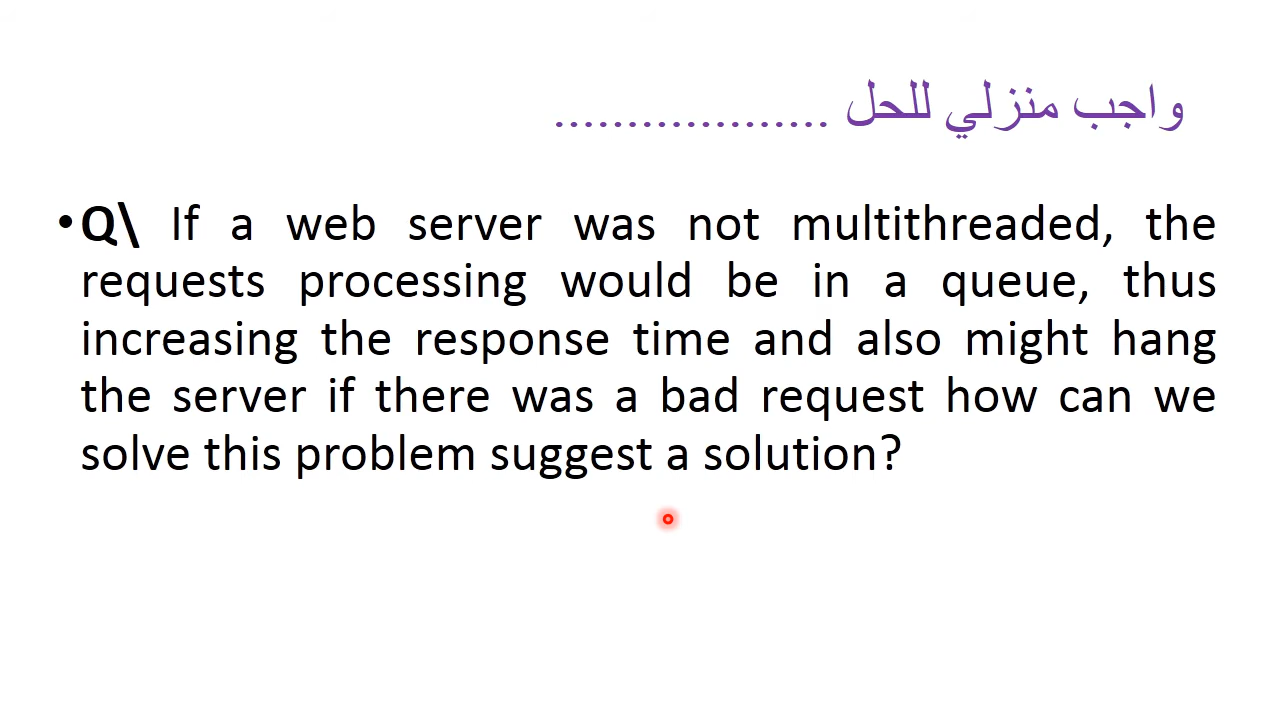 واجب منزلي للحل ...................
•Q\ If a web server was not multithreaded, the
requests processing would be in a queue, thus
increasing the response time and also might hang
the server if there was a bad request how can we
solve this problem suggest a solution?